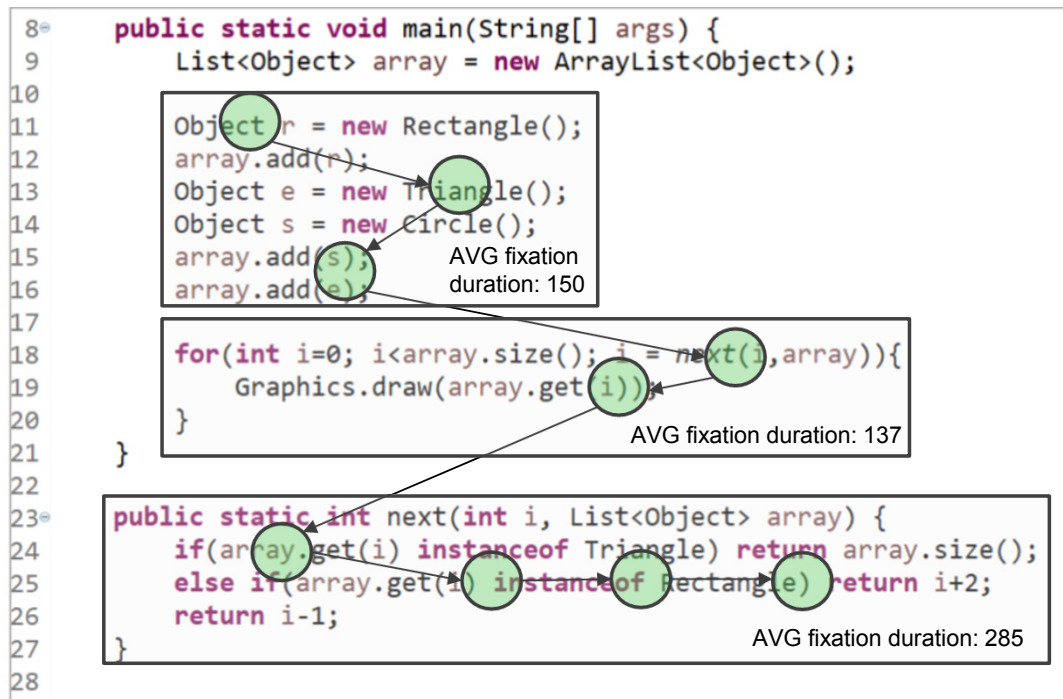 8 public static void main(String[] args) {
9 List<Object> array = new ArrayList<Object>();
10
11 Object r = new Rectangle();
12 array.add(r);
13 Object e = new Triangle();
14 Object s = new Circle();
15 array.add(s);
16 array.add(e);
AVG fixation
duration: 150
17
18 for(int i=0; i<array.size(); i = next(i,array)){
19 Graphics.draw(array.get(i));
20 }
AVG fixation duration: 137
21 }
22
23 public static int next(int i, List<Object> array) {
24 if(array.get(i) instanceof Triangle) return array.size();
25 else if(array.get(i) instanceof Rectangle) return i+2;
26 return i-1;
27 }
AVG fixation duration: 285
28